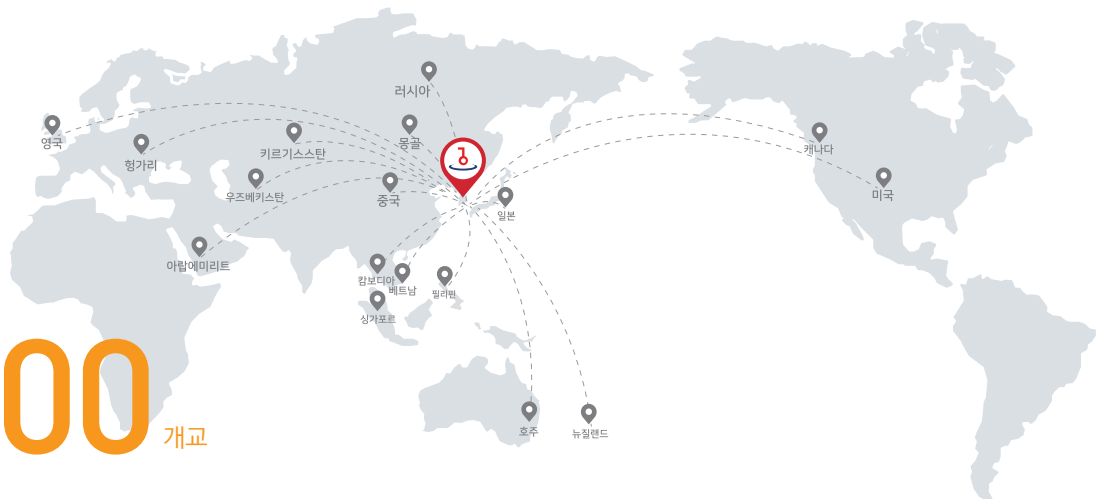 러시아
영국
몽골
헝가리
키르기스스탄
캐나다
우즈베키스탄
중국
미국
일본
아랍에미리트
캄보디아
베트남
필리핀
싱가포르
00 개교
호주
뉴질랜드